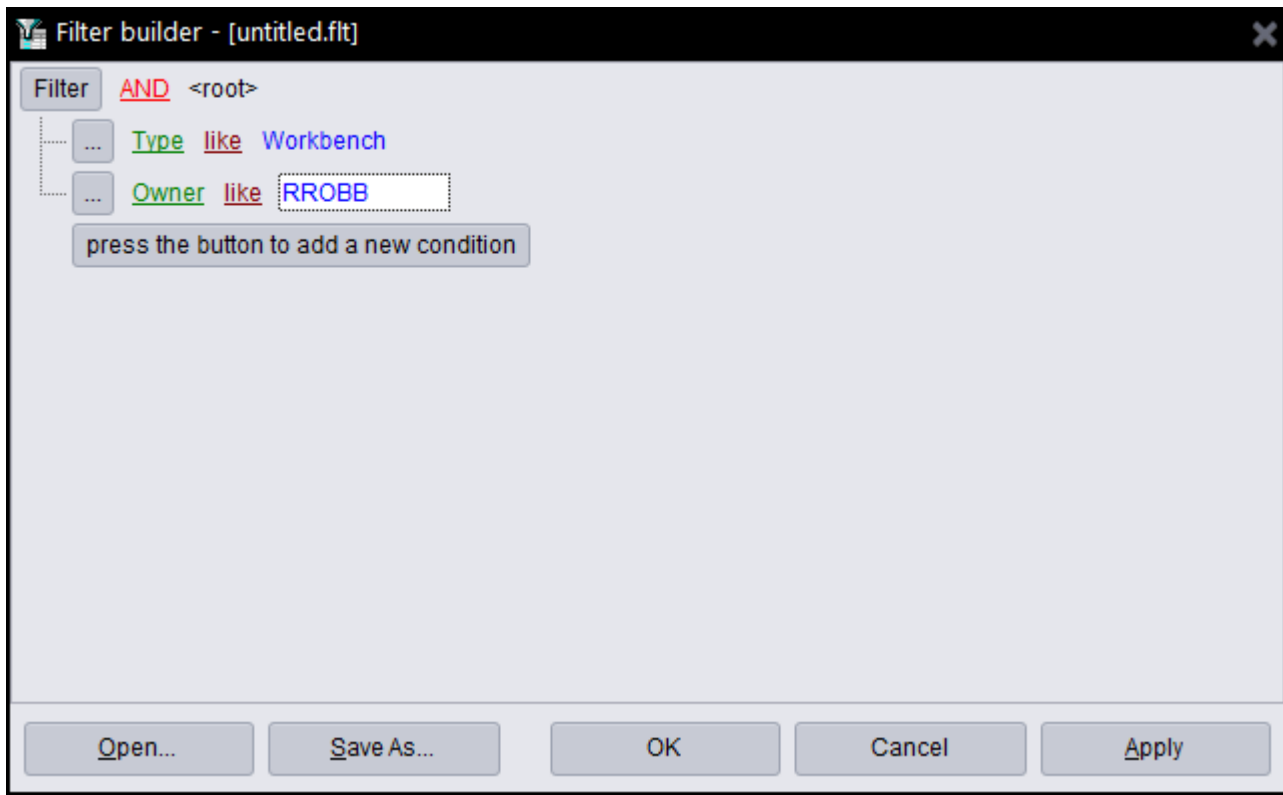 Filter builder - [untitled.flt]
Filter AND <root>
... Type like Workbench
... Owner like RROBB
press the button to add a new condition
Open... Save As... OK Cancel Apply